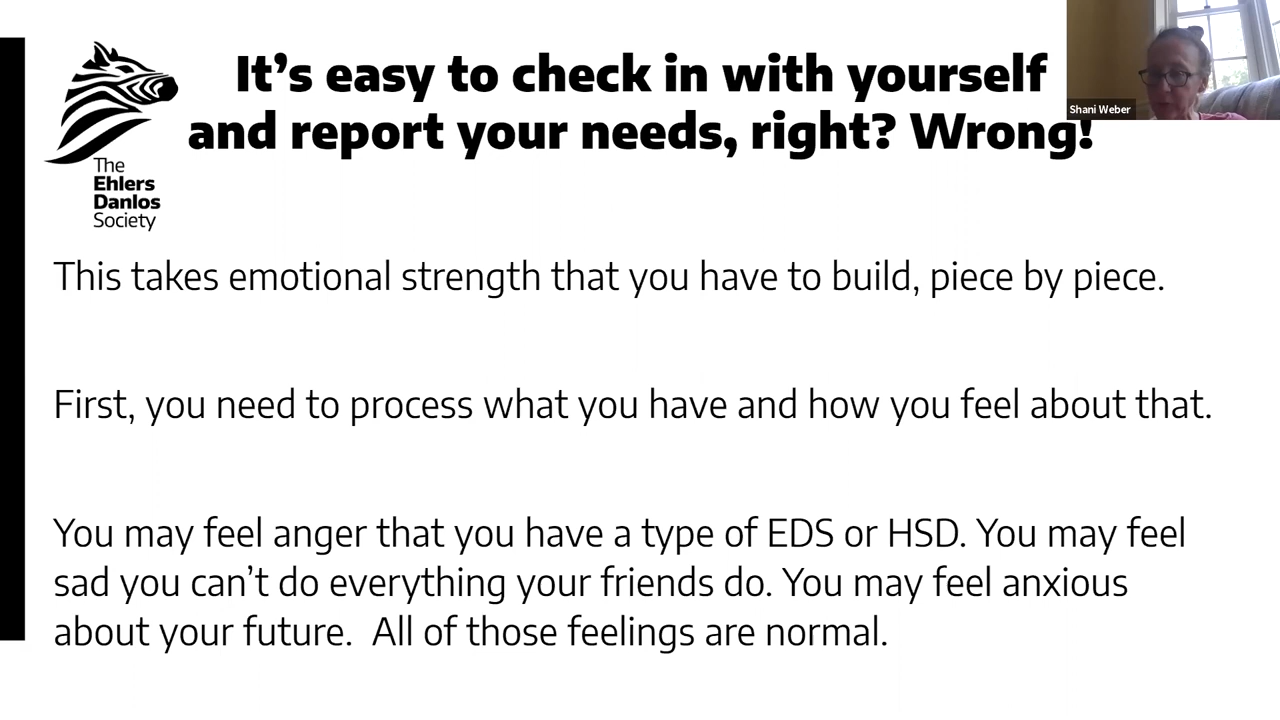 It’s easy to check in with yourself
and report your needs, right? Wrong!
Shani Weber
The
Ehlers
Danlos
Society
This takes emotional strength that you have to build, piece by piece.
First, you need to process what you have and how you feel about that.
You may feel anger that you have a type of EDS or HSD. You may feel
sad you can’t do everything your friends do. You may feel anxious
about your future.  All of those feelings are normal.